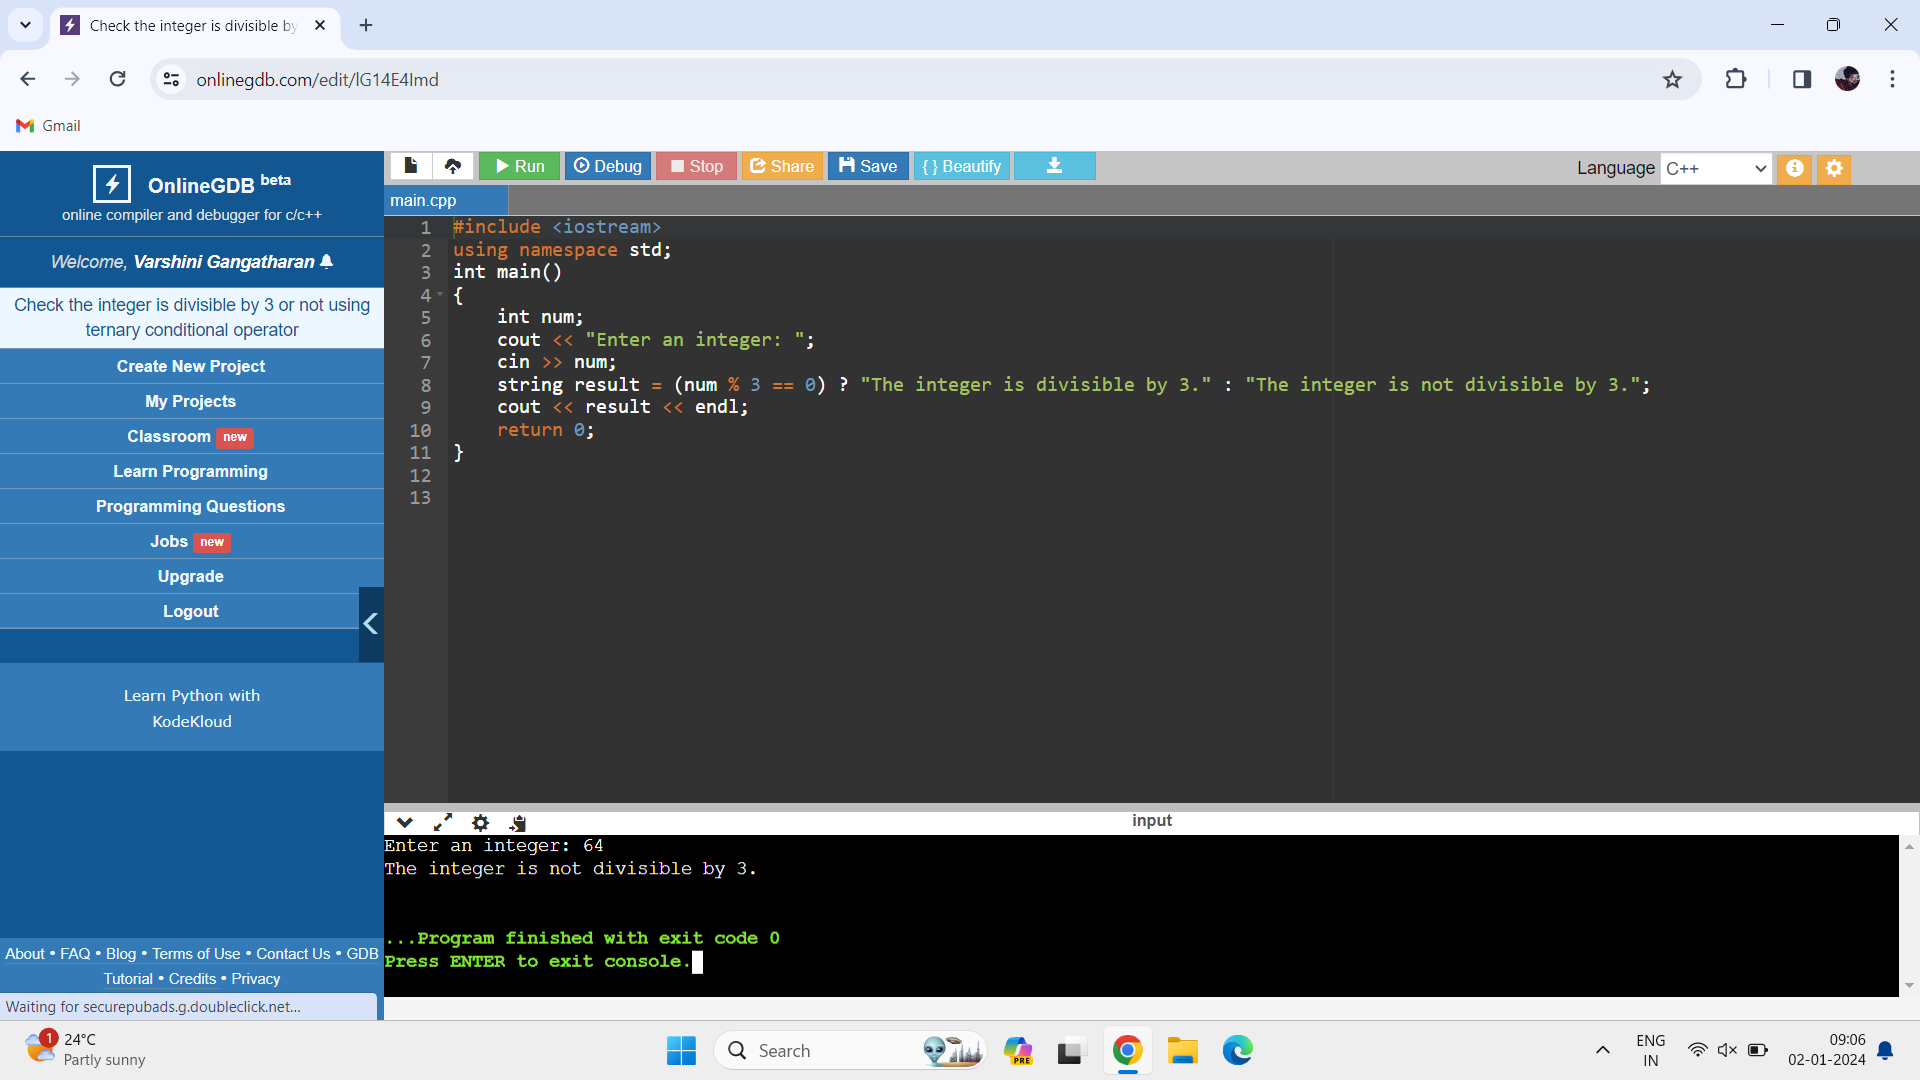 Check the integer is divisible by
onlinegdb.com/edit/lG14E4Imd
Gmail
OnlineGDB beta
online compiler and debugger for c/c++
Welcome, Varshini Gangatharan
Check the integer is divisible by 3 or not using
ternary conditional operator
Create New Project
My Projects
Classroom new
Learn Programming
Programming Questions
Jobs new
Upgrade
Logout
Learn Python with
KodeKloud
About • FAQ • Blog • Terms of Use • Contact Us • GDB
Tutorial • Credits • Privacy
Waiting for securepubads.g.doubleclick.net...
Run Debug Stop Share Save { } Beautify
Language C++
main.cpp
1 #include <iostream>
2 using namespace std;
3 int main()
4 {
5 int num;
6 cout << "Enter an integer: ";
7 cin >> num;
8 string result = (num % 3 == 0) ? "The integer is divisible by 3." : "The integer is not divisible by 3.";
9 cout << result << endl;
10 return 0;
11 }
12
13
input
Enter an integer: 64
The integer is not divisible by 3.
...Program finished with exit code 0
Press ENTER to exit console.
1
24°C
Partly sunny
Search
PRE
ENG
IN
09:06
02-01-2024